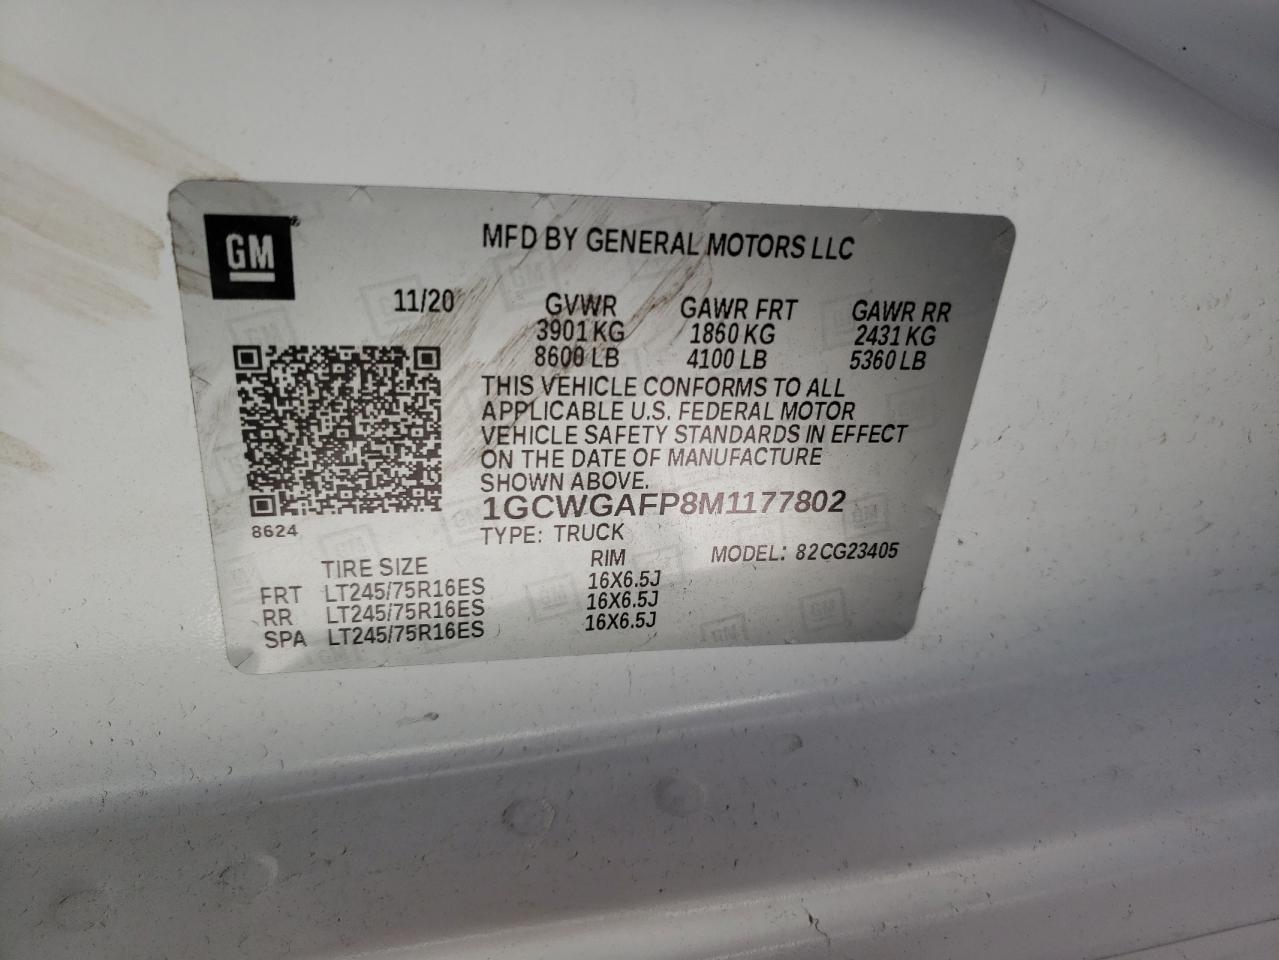 GM®
MFD BY GENERAL MOTORS LLC
11/20 GVWR GAWR FRT GAWR RR
3901 KG 1860 KG 2431 KG
8600 LB 4100 LB 5360 LB
THIS VEHICLE CONFORMS TO ALL
APPLICABLE U.S. FEDERAL MOTOR
VEHICLE SAFETY STANDARDS IN EFFECT
ON THE DATE OF MANUFACTURE
SHOWN ABOVE.
1GCWGAFP8M1177802
8624
TYPE: TRUCK
MODEL: 82CG23405
TIRE SIZE RIM
FRT LT245/75R16ES 16X6.5J
RR LT245/75R16ES 16X6.5J
SPA LT245/75R16ES 16X6.5J